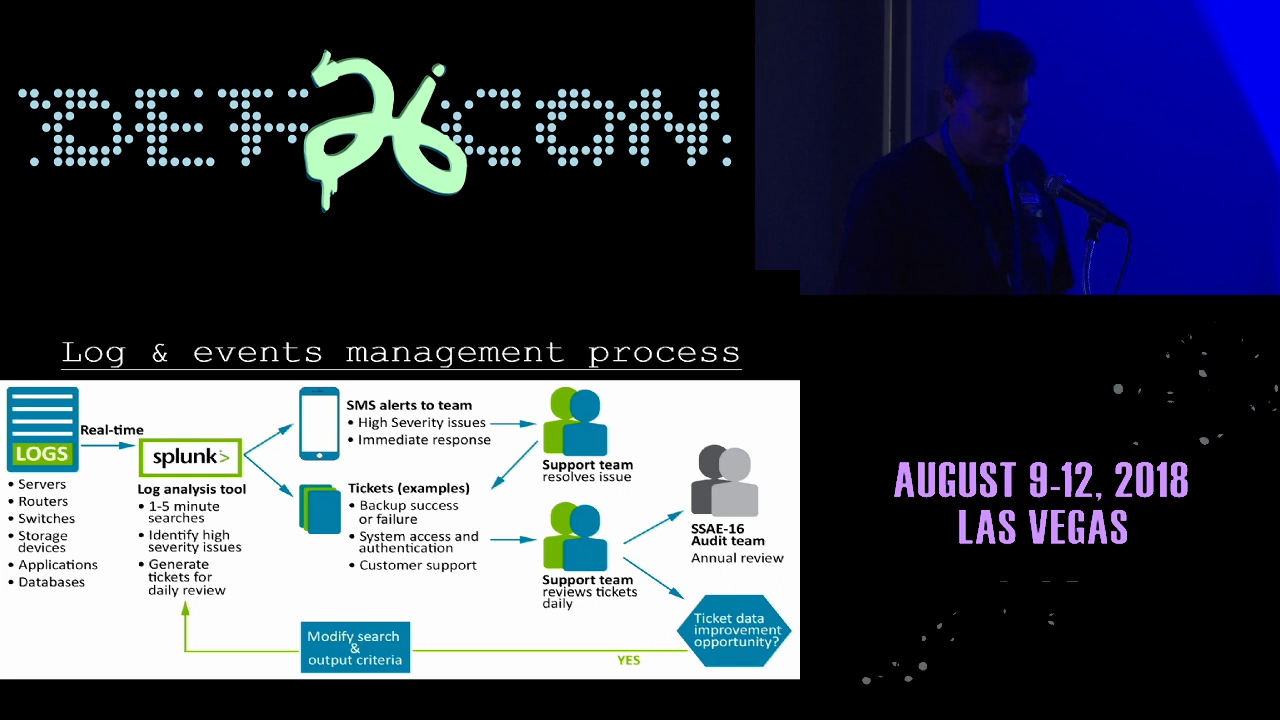 DEF 26 CON
Log & events management process
LOGS
• Servers
• Routers
• Switches
• Storage
devices
• Applications
• Databases
Real-time
splunk>
Log analysis tool
• 1-5 minute
searches
• Identify high
severity issues
• Generate
tickets for
daily review
SMS alerts to team
• High Severity issues
• Immediate response
Tickets (examples)
• Backup success
or failure
• System access and
authentication
• Customer support
Support team
resolves issue
Support team
reviews tickets
daily
SSAE-16
Audit team
Annual review
Ticket data
improvement
opportunity?
YES
Modify search
&
output criteria
AUGUST 9-12, 2018
LAS VEGAS